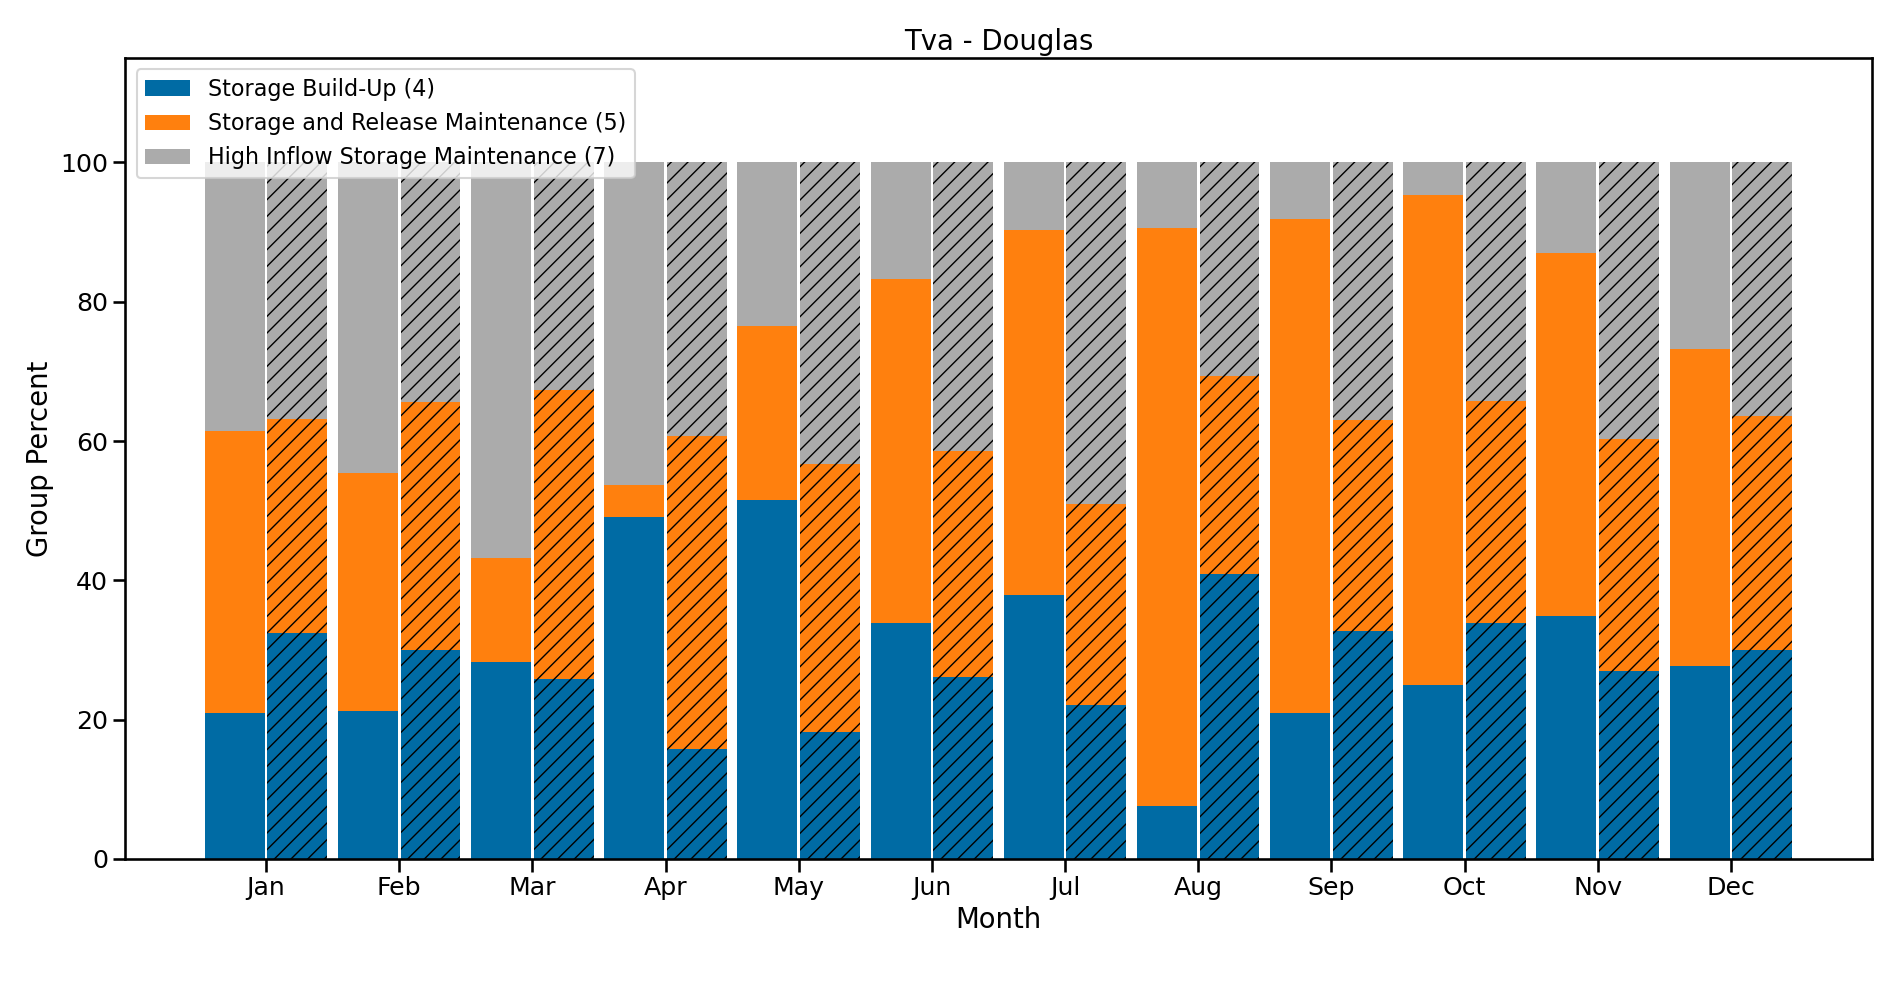 Tva - Douglas
Storage Build-Up (4)
Storage and Release Maintenance (5)
High Inflow Storage Maintenance (7)
Group Percent
100
80
60
40
20
0
Jan Feb Mar Apr May Jun Jul Aug Sep Oct Nov Dec
Month